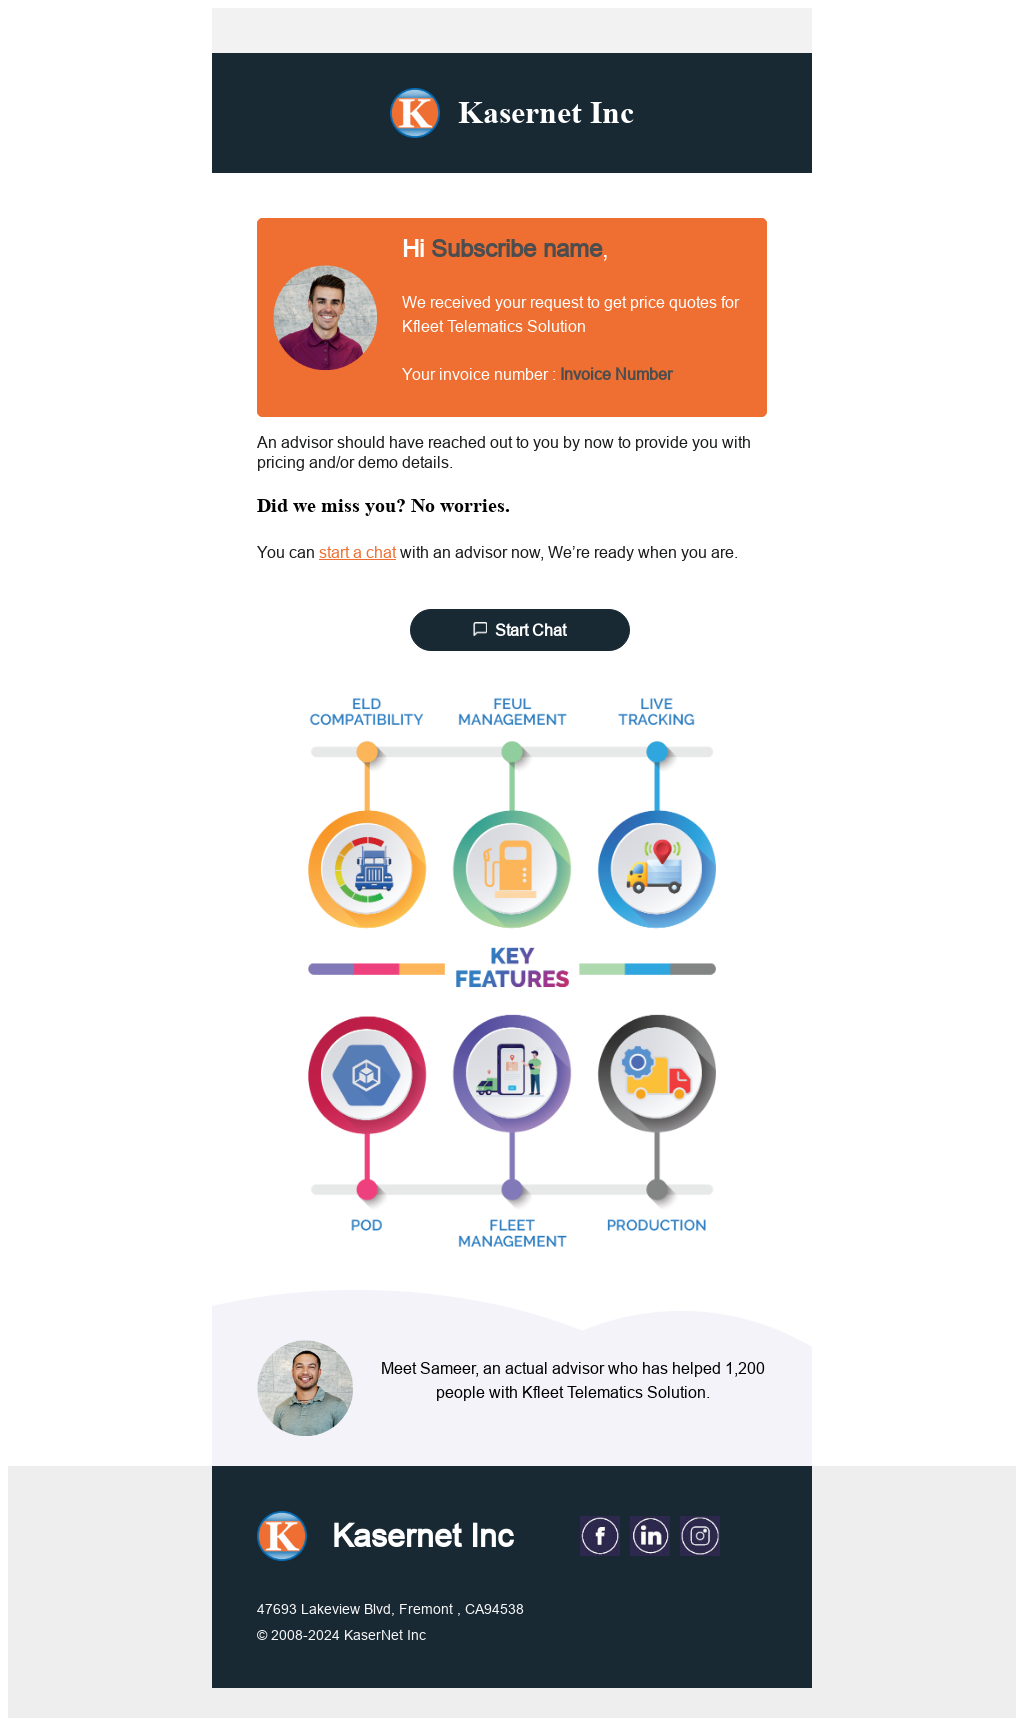 K Kasernet Inc
Hi Subscribe name,
We received your request to get price quotes for
Kfleet Telematics Solution
Your invoice number : Invoice Number
An advisor should have reached out to you by now to provide you with
pricing and/or demo details.
Did we miss you? No worries.
You can start a chat with an advisor now, We’re ready when you are.
Start Chat
ELD
COMPATIBILITY
FEUL
MANAGEMENT
LIVE
TRACKING
KEY
FEATURES
POD
FLEET
MANAGEMENT
PRODUCTION
Meet Sameer, an actual advisor who has helped 1,200
people with Kfleet Telematics Solution.
K Kasernet Inc f in
47693 Lakeview Blvd, Fremont , CA94538
© 2008-2024 KaserNet Inc